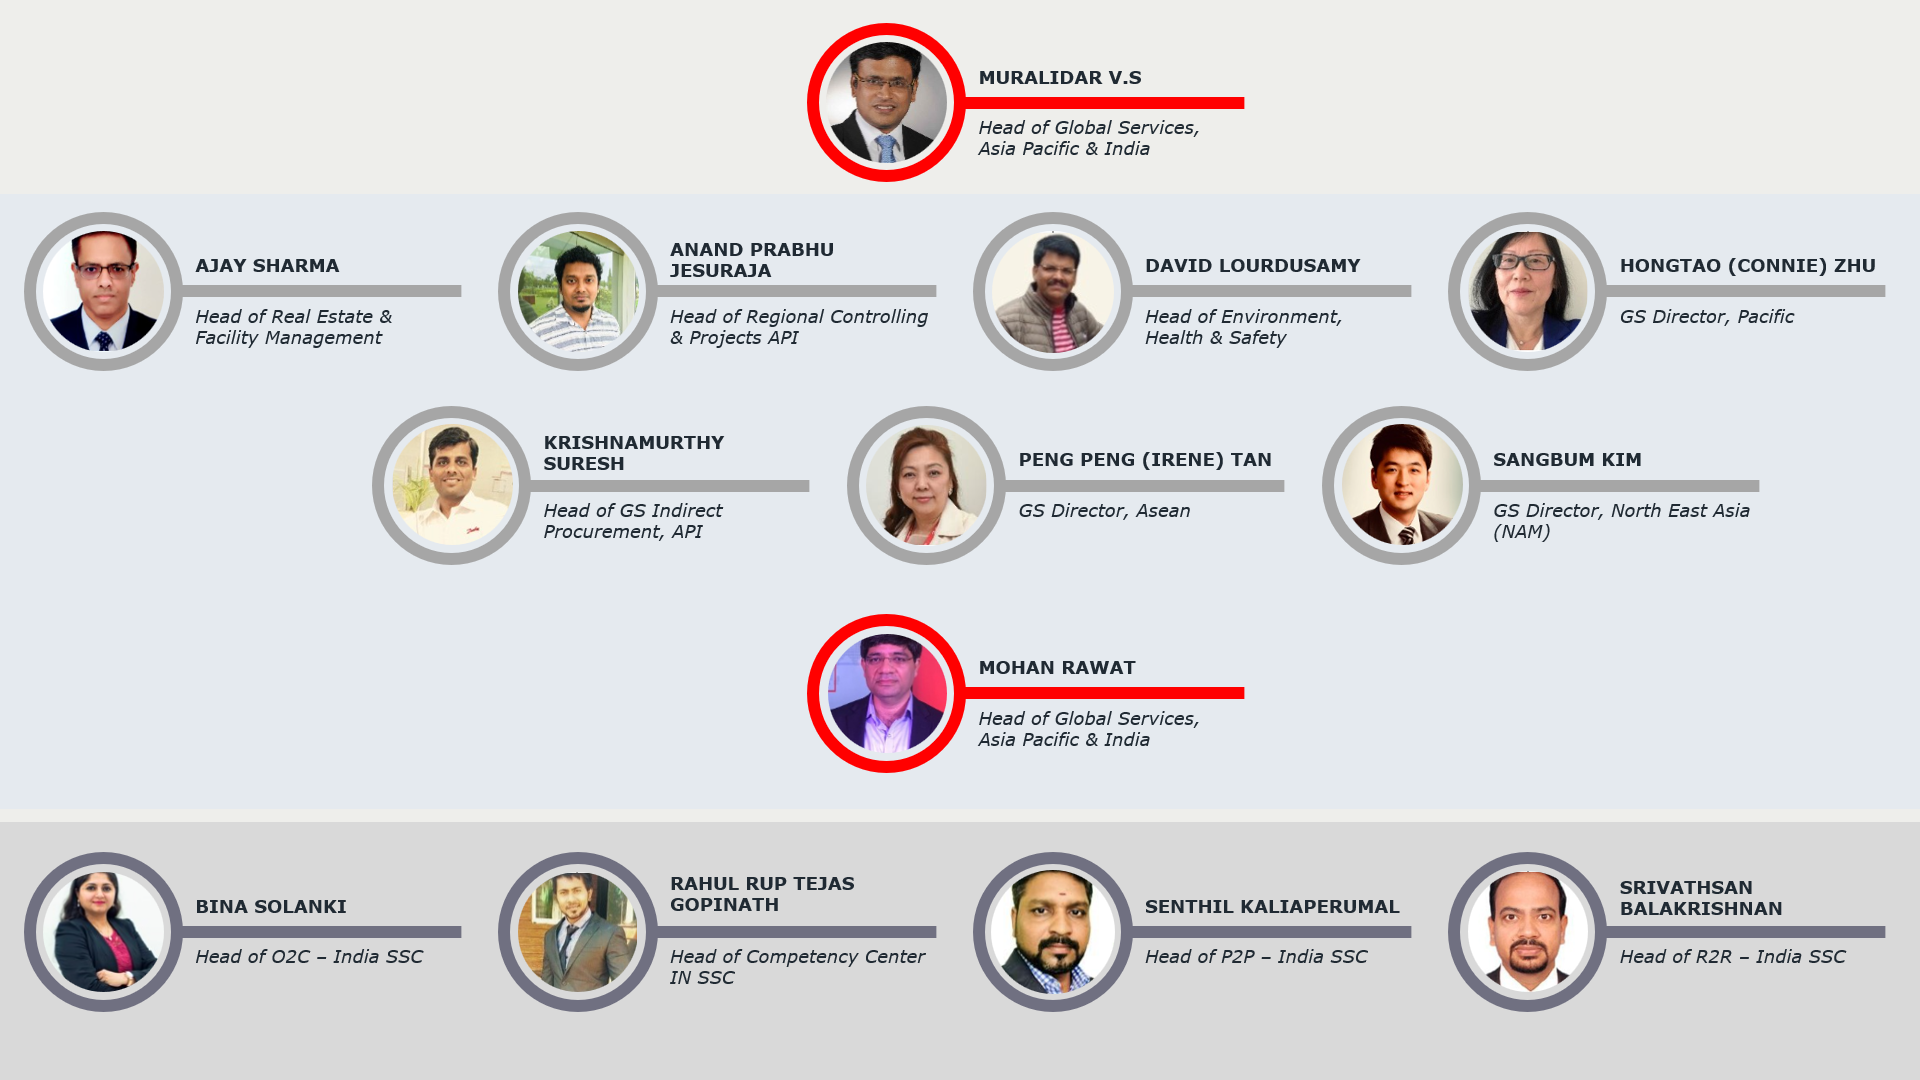 MURALIDAR V.S
Head of Global Services,
Asia Pacific & India
AJAY SHARMA
Head of Real Estate &
Facility Management
ANAND PRABHU
JESURAJA
Head of Regional Controlling
& Projects API
DAVID LOURDUSAMY
Head of Environment,
Health & Safety
HONGTAO (CONNIE) ZHU
GS Director, Pacific
KRISHNAMURTHY
SURESH
Head of GS Indirect
Procurement, API
PENG PENG (IRENE) TAN
GS Director, Asean
SANGBUM KIM
GS Director, North East Asia
(NAM)
MOHAN RAWAT
Head of Global Services,
Asia Pacific & India
BINA SOLANKI
Head of O2C – India SSC
RAHUL RUP TEJAS
GOPINATH
Head of Competency Center
IN SSC
SENTHIL KALIAPERUMAL
Head of P2P – India SSC
SRIVATHSAN
BALAKRISHNAN
Head of R2R – India SSC